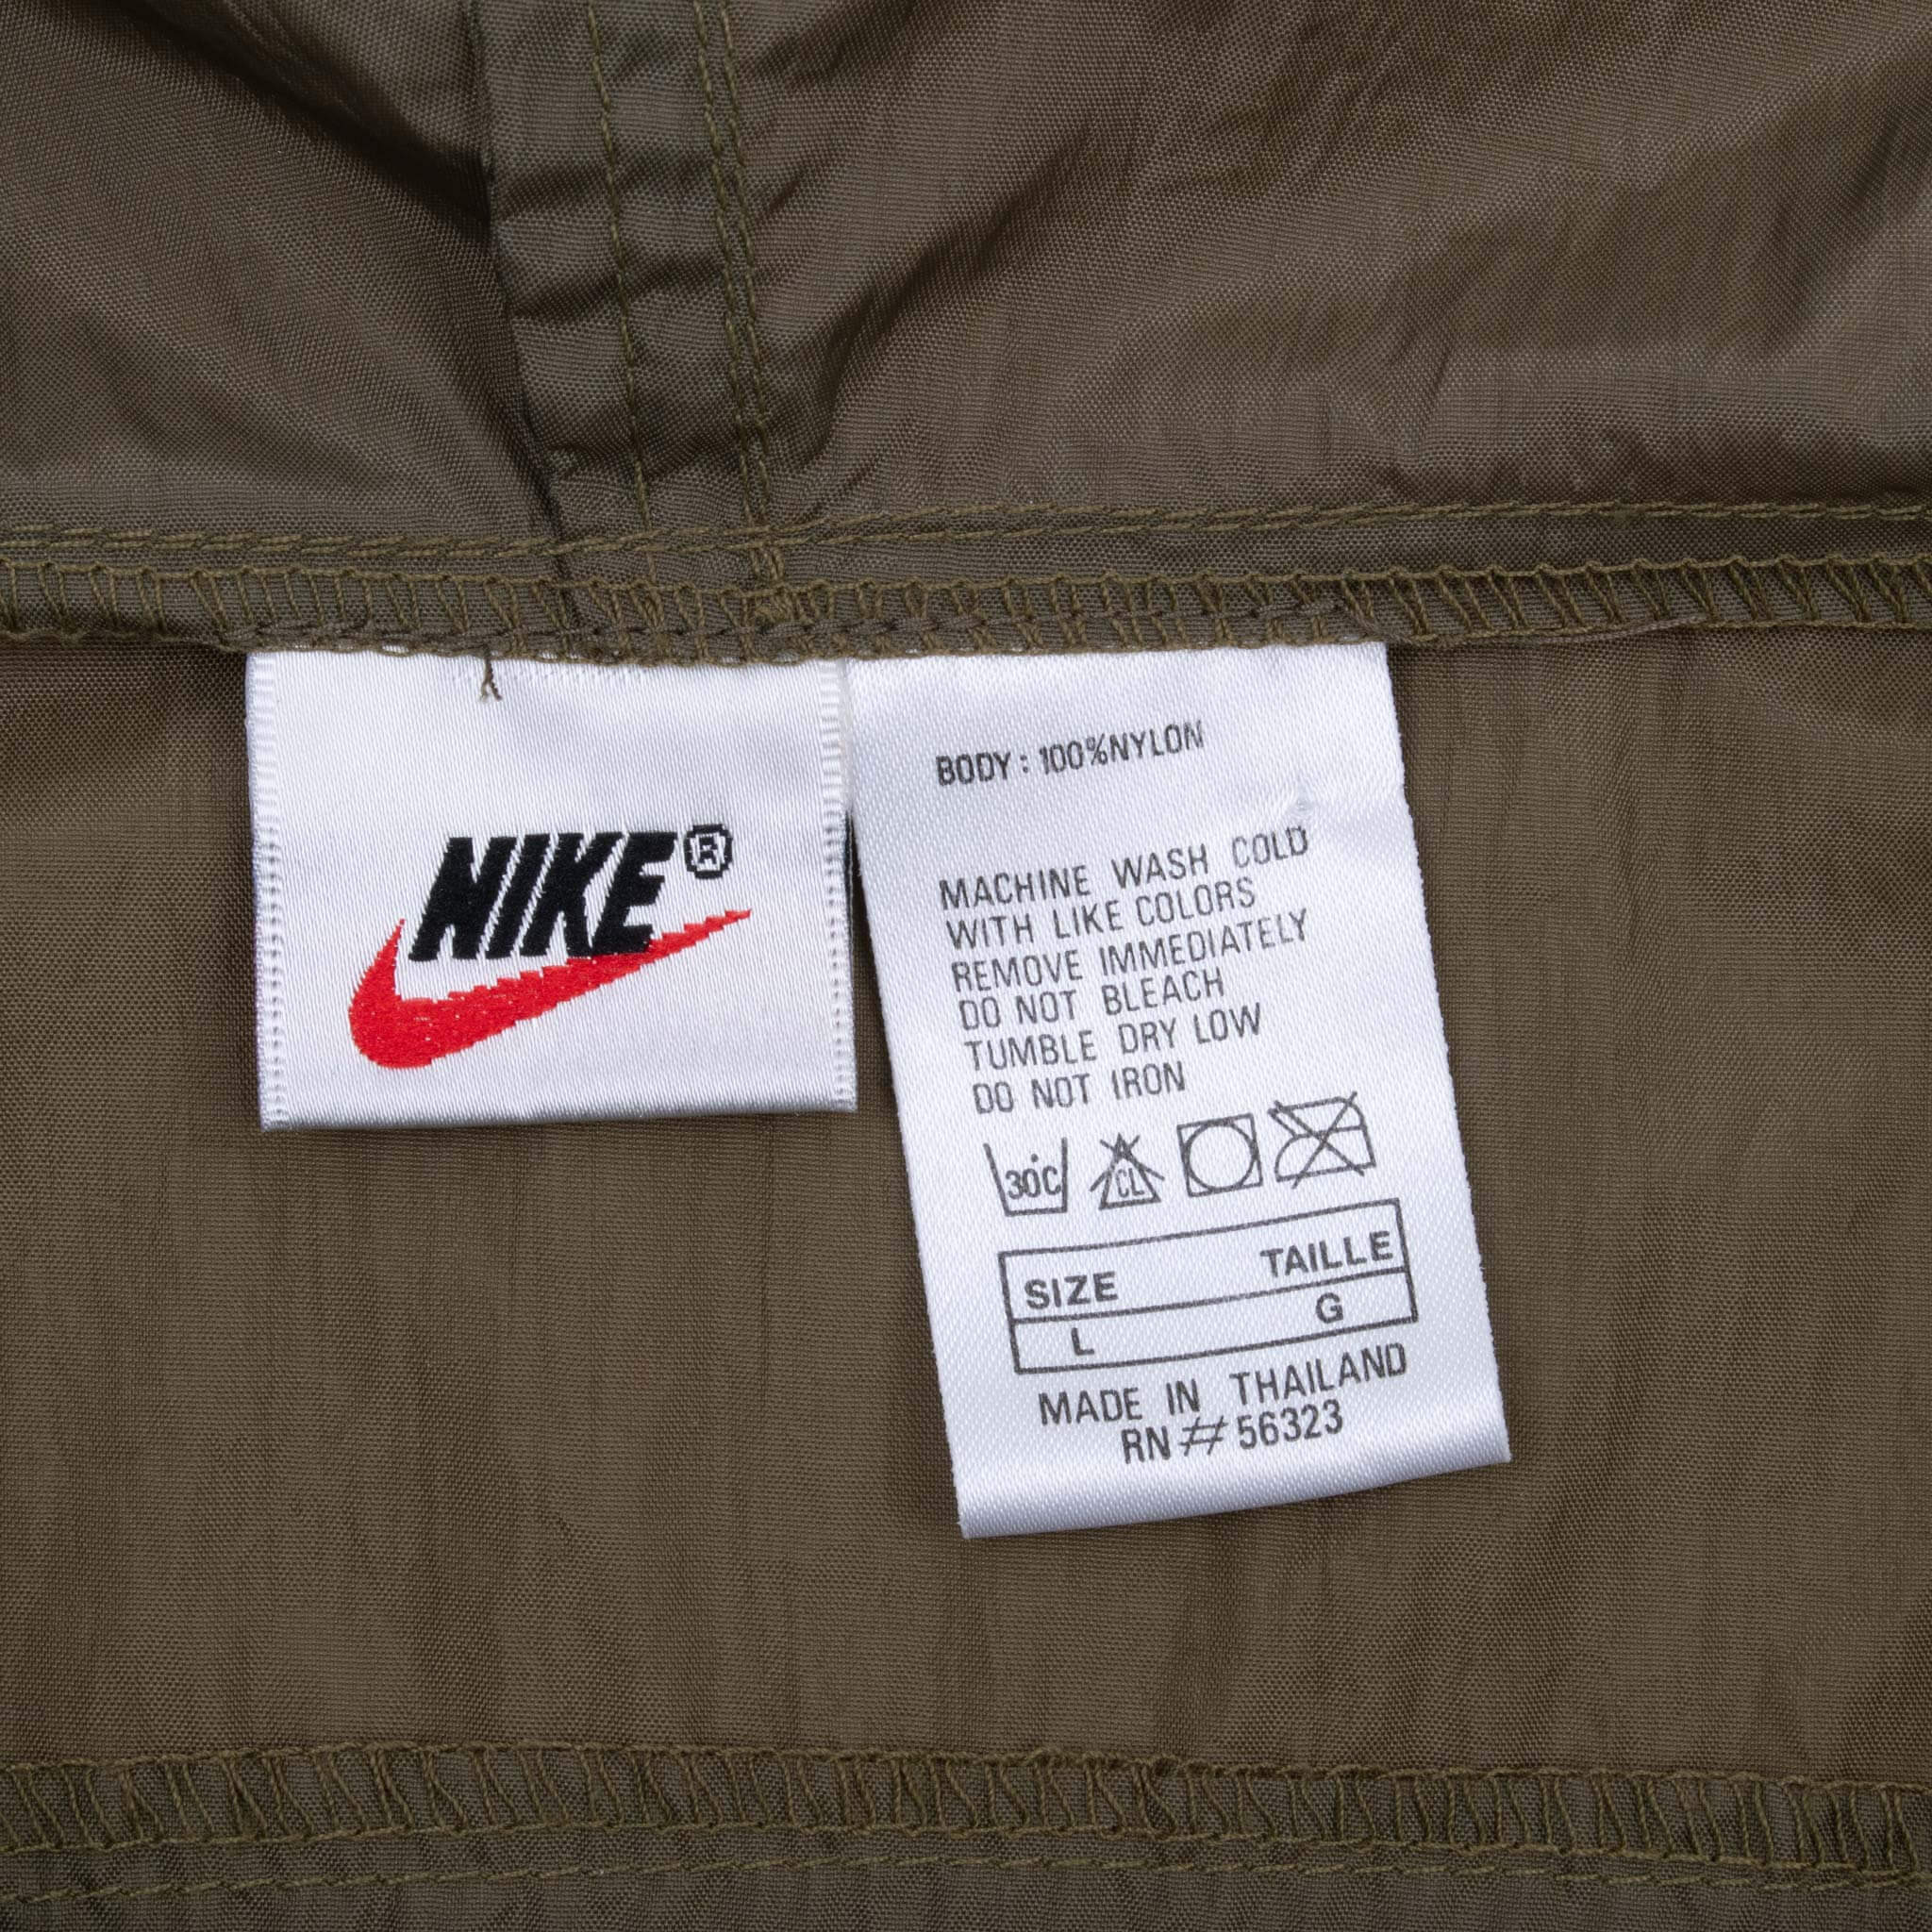 NIKE®
BODY: 100%NYLON
MACHINE WASH COLD
WITH LIKE COLORS
REMOVE IMMEDIATELY
DO NOT BLEACH
TUMBLE DRY LOW
DO NOT IRON
30°C CL
SIZE TAILLE
L G
MADE IN THAILAND
RN # 56323